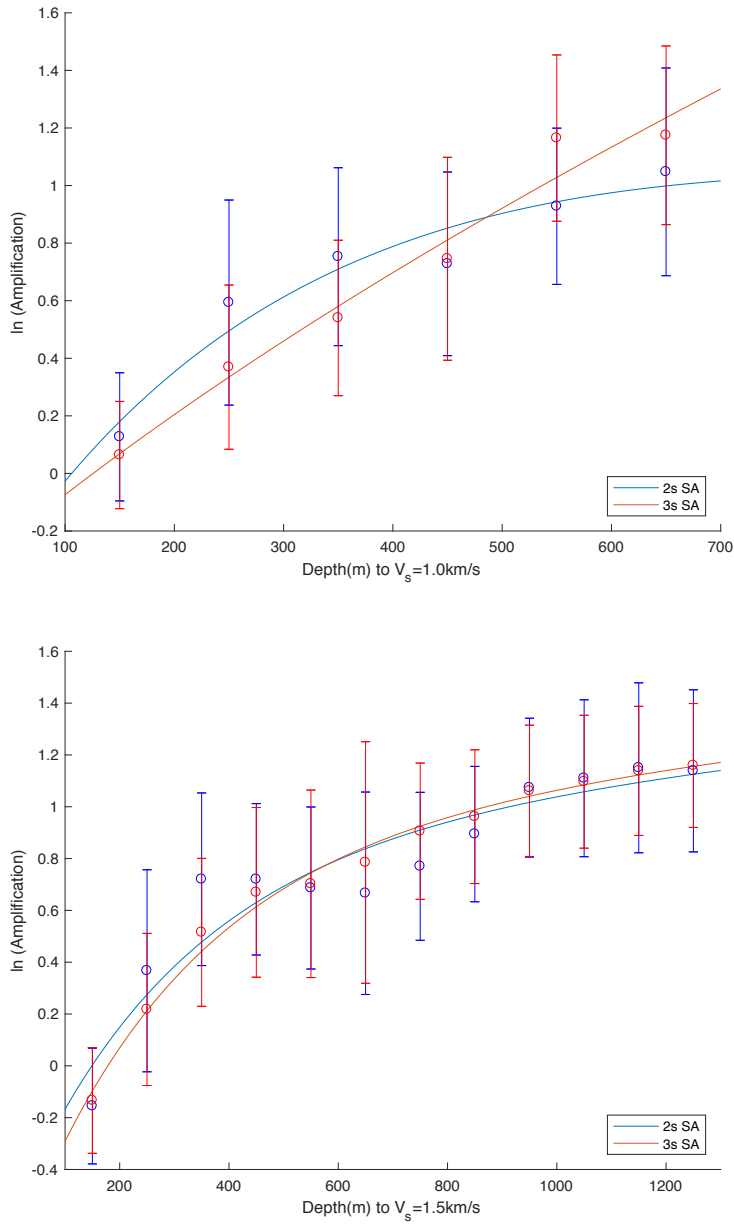 1.6
1.4
1.2
1
0.8
0.6
0.4
0.2
0
-0.2
ln (Amplification)
100 200 300 400 500 600 700
Depth(m) to V_s=1.0km/s
2s SA
3s SA
1.6
1.4
1.2
1
0.8
0.6
0.4
0.2
0
-0.2
-0.4
ln (Amplification)
200 400 600 800 1000 1200
Depth(m) to V_s=1.5km/s
2s SA
3s SA